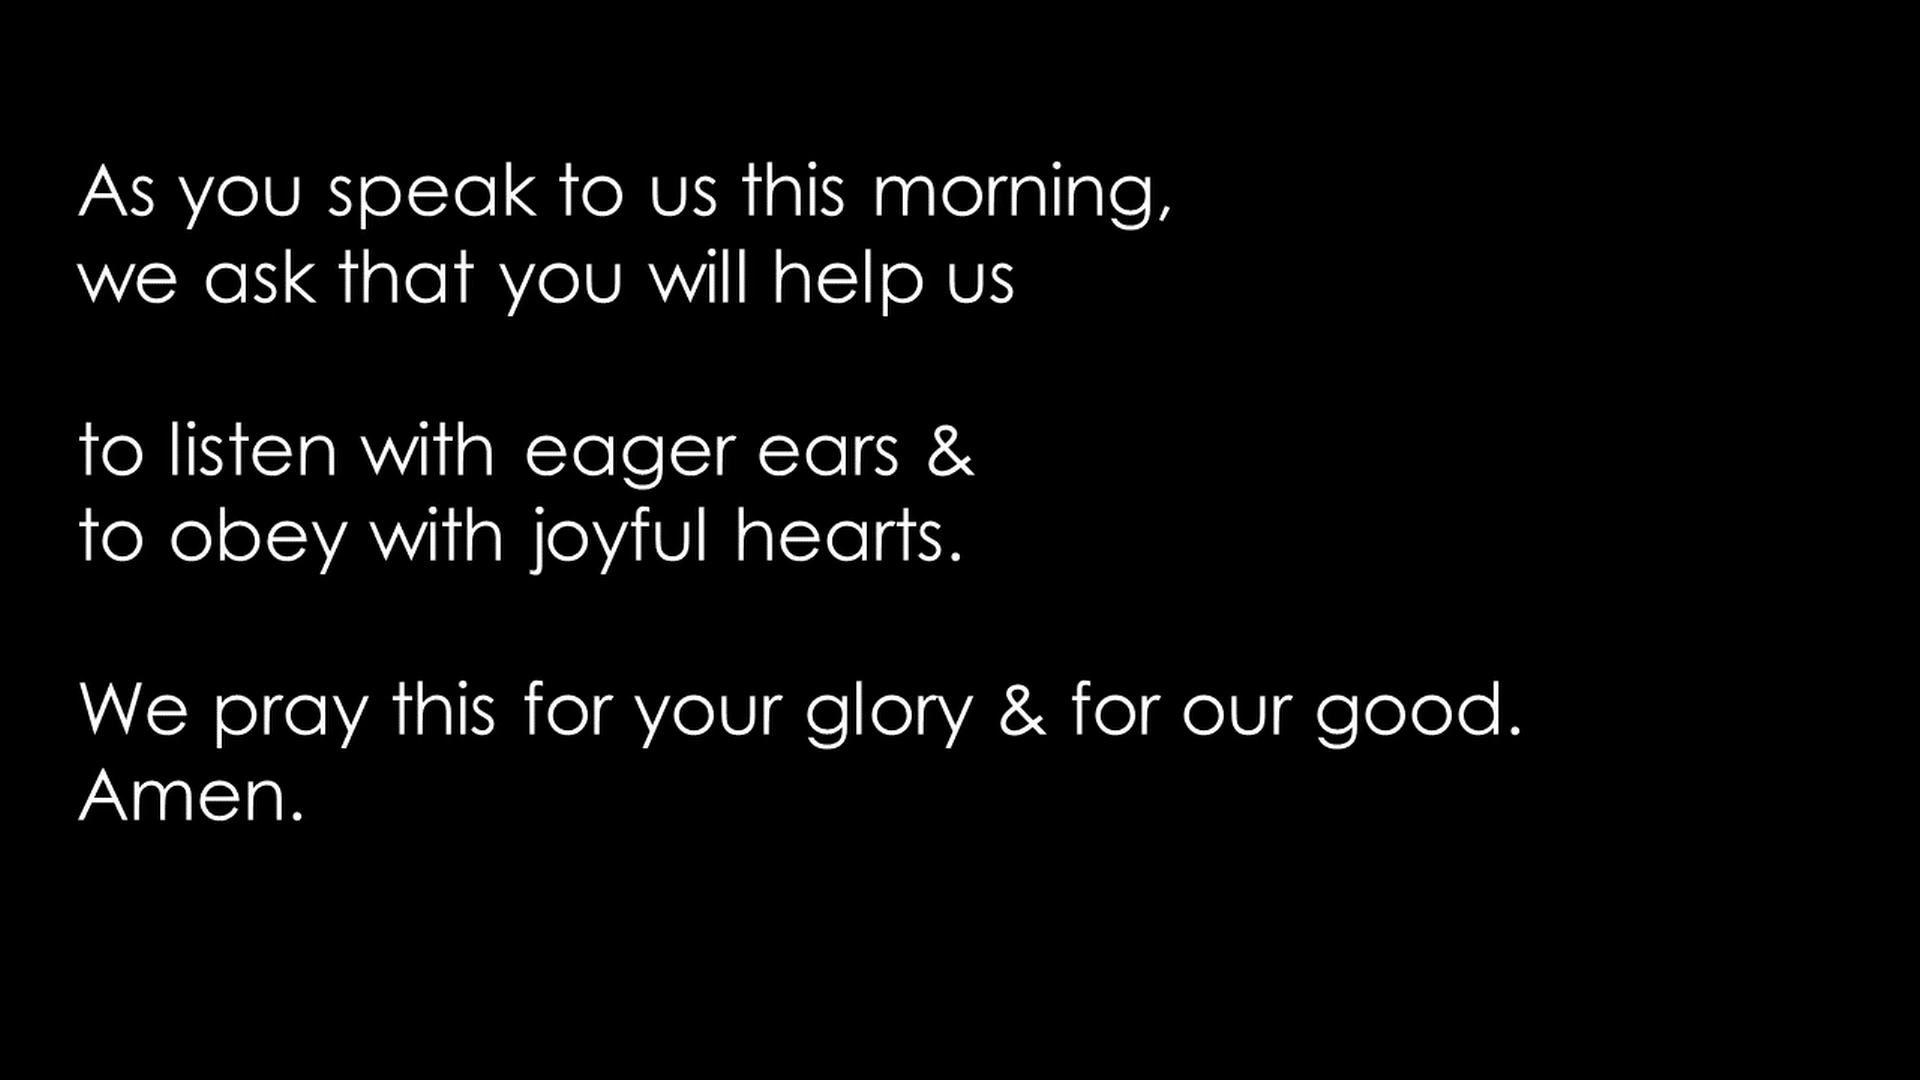 As you speak to us this morning,
we ask that you will help us
to listen with eager ears &
to obey with joyful hearts.
We pray this for your glory & for our good.
Amen.